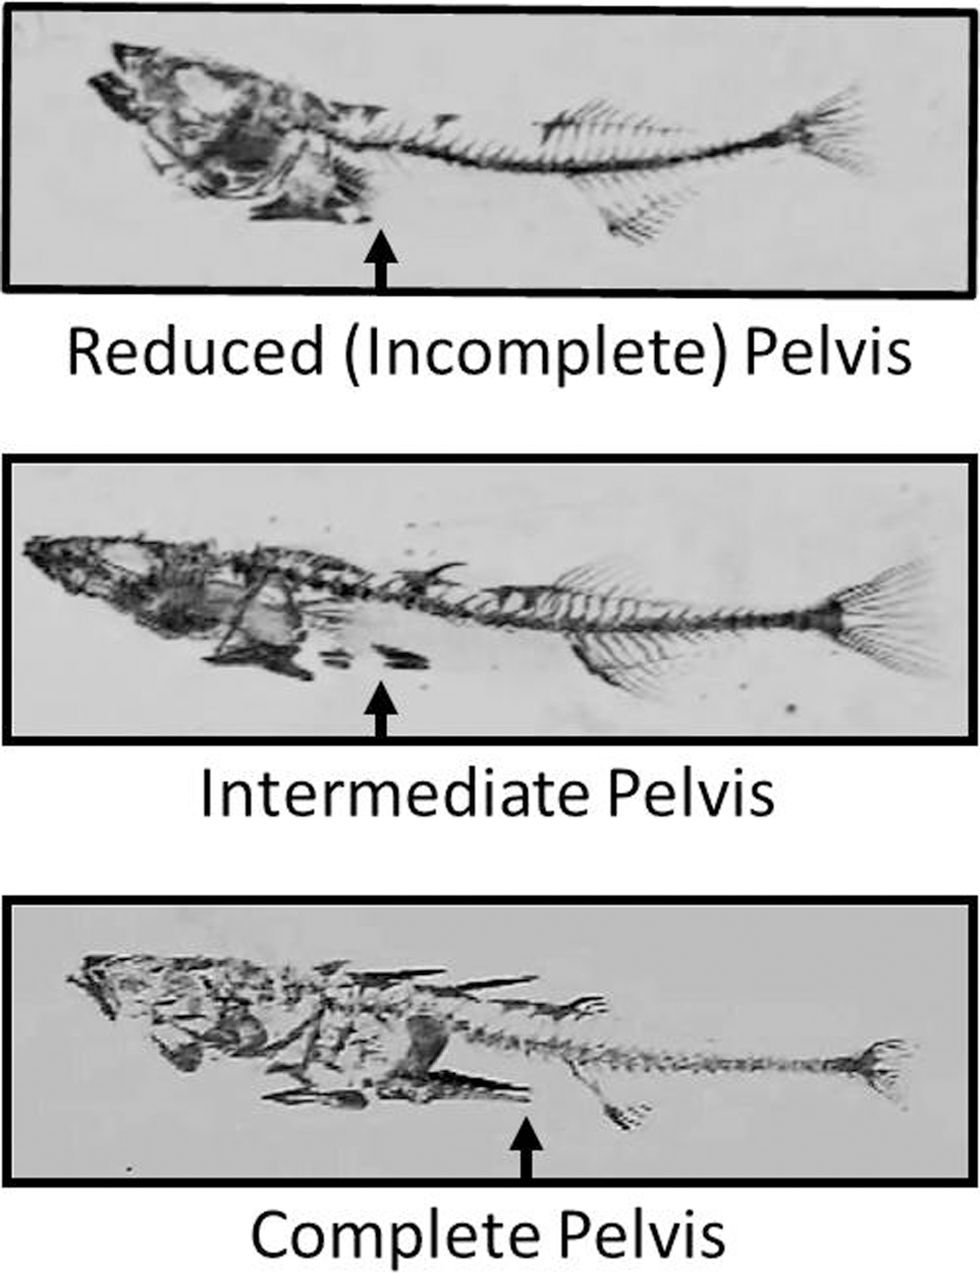 Reduced (Incomplete) Pelvis
Intermediate Pelvis
Complete Pelvis